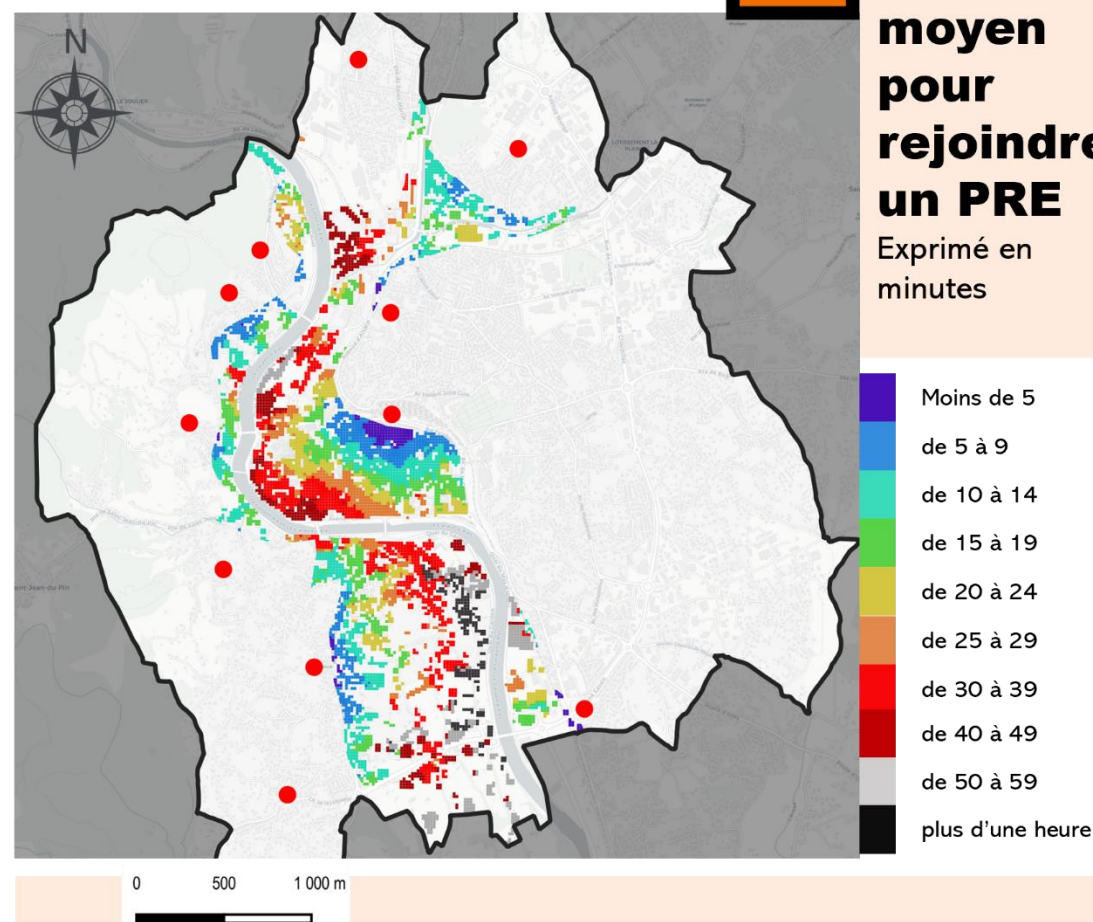 moyen
pour
rejoindre
un PRE
Exprimé en
minutes
N
Moins de 5
de 5 à 9
de 10 à 14
de 15 à 19
de 20 à 24
de 25 à 29
de 30 à 39
de 40 à 49
de 50 à 59
plus d'une heure
0 500 1 000 m